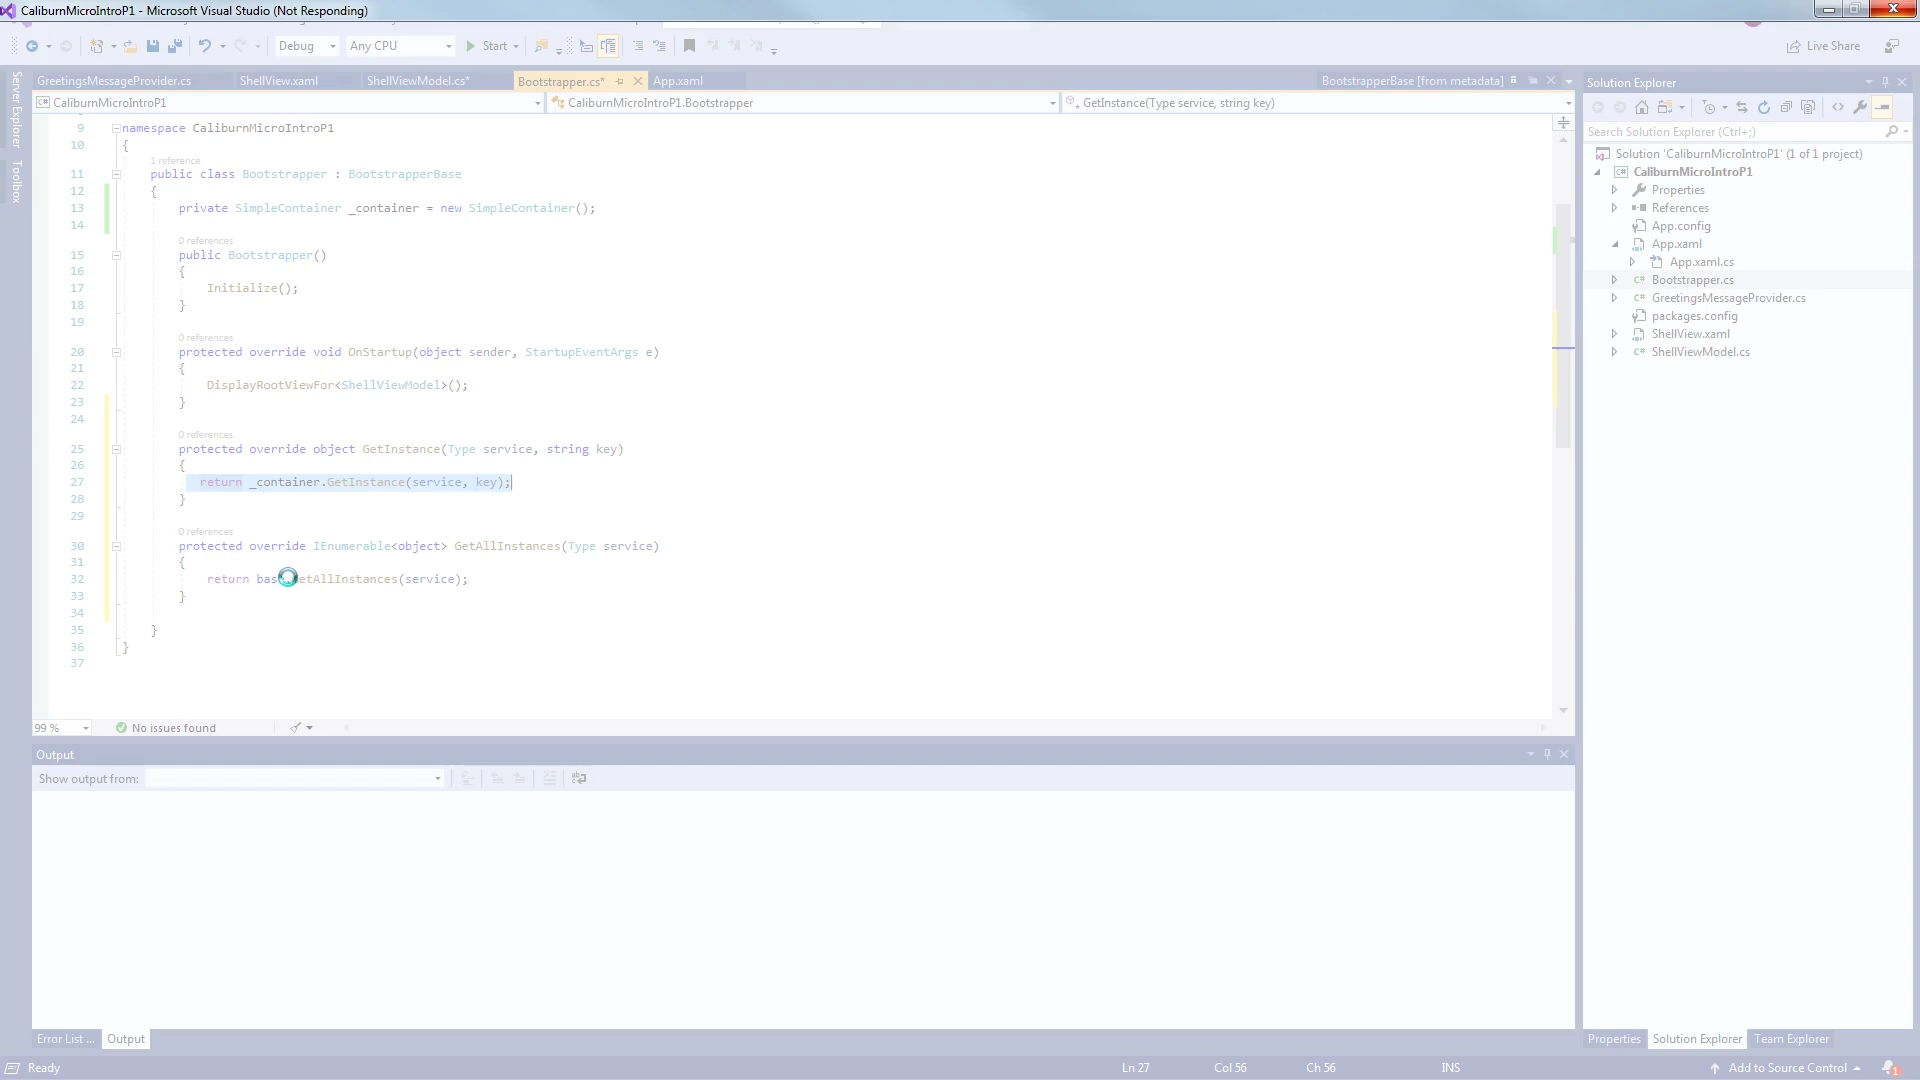 CaliburnMicroIntroP1 - Microsoft Visual Studio (Not Responding)
Debug
Any CPU
Start
Live Share
GreetingsMessageProvider.cs
ShellView.xaml
ShellViewModel.cs*
Bootstrapper.cs*
App.xaml
BootstrapperBase [from metadata]
CaliburnMicroIntroP1
CaliburnMicroIntroP1.Bootstrapper
GetInstance(Type service, string key)
Server Explorer
Toolbox
9 namespace CaliburnMicroIntroP1
10 {
1 reference
11 public class Bootstrapper : BootstrapperBase
12 {
13 private SimpleContainer _container = new SimpleContainer();
14
0 references
15 public Bootstrapper()
16 {
17 Initialize();
18 }
19
0 references
20 protected override void OnStartup(object sender, StartupEventArgs e)
21 {
22 DisplayRootViewFor<ShellViewModel>();
23 }
24
0 references
25 protected override object GetInstance(Type service, string key)
26 {
27 return _container.GetInstance(service, key);
28 }
29
0 references
30 protected override IEnumerable<object> GetAllInstances(Type service)
31 {
32 return bas etAllInstances(service);
33 }
34
35 }
36 }
37
99 %
No issues found
Output
Show output from:
Error List ...
Output
Solution Explorer
Search Solution Explorer (Ctrl+;)
Solution 'CaliburnMicroIntroP1' (1 of 1 project)
CaliburnMicroIntroP1
Properties
References
App.config
App.xaml
App.xaml.cs
Bootstrapper.cs
GreetingsMessageProvider.cs
packages.config
ShellView.xaml
ShellViewModel.cs
Properties
Solution Explorer
Team Explorer
Ready
Ln 27
Col 56
Ch 56
INS
Add to Source Control
1